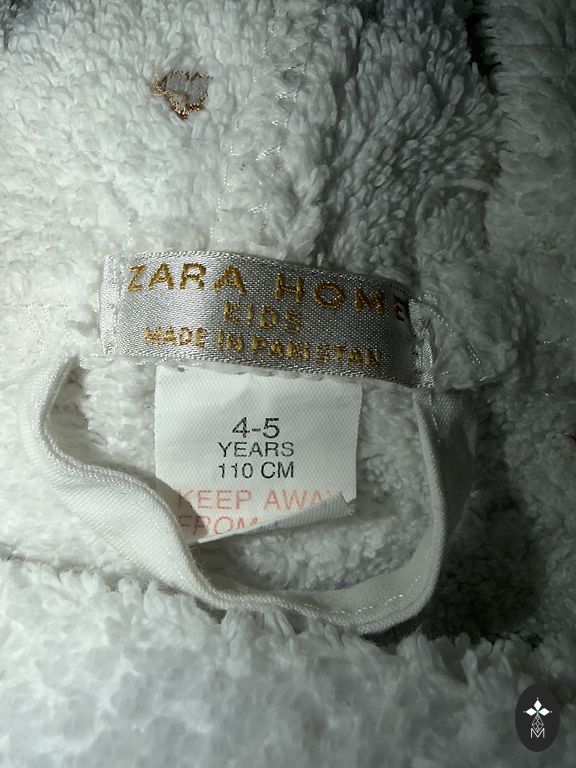 ZARA HOME
KIDS
MADE IN PAKISTAN
4-5
YEARS
110 CM
KEEP AWAY
FROM